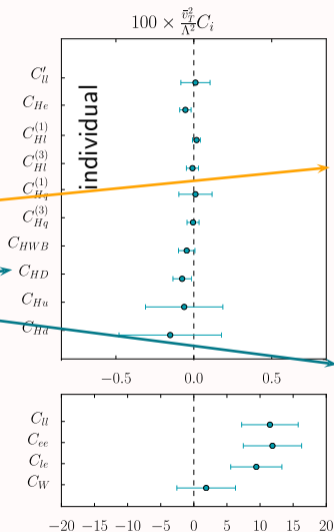 100 × v̄²_T/Λ² C_i
individual
C'_ll
C_He
C_Hl^(1)
C_Hl^(3)
C_Hq^(1)
C_Hq^(3)
C_HWB
C_HD
C_Hu
C_Hd
−0.5 0.0 0.5
C_ll
C_ee
C_le
C_W
−20 −15 −10 −5 0 5 10 15 20